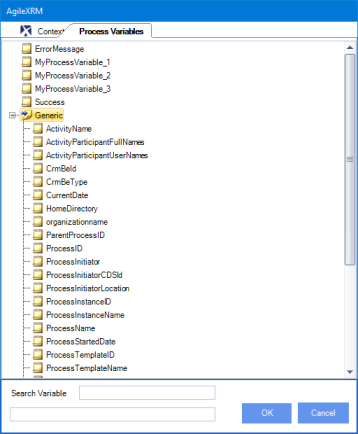 AgileXRM
Context Process Variables
ErrorMessage
MyProcessVariable_1
MyProcessVariable_2
MyProcessVariable_3
Success
Generic
ActivityName
ActivityParticipantFullNames
ActivityParticipantUserNames
CrmBeId
CrmBeType
CurrentDate
HomeDirectory
organizationname
ParentProcessID
ProcessID
ProcessInitiator
ProcessInitiatorCDSId
ProcessInitiatorLocation
ProcessInstanceID
ProcessInstanceName
ProcessName
ProcessStartedDate
ProcessTemplateID
ProcessTemplateName
Search Variable
OK Cancel